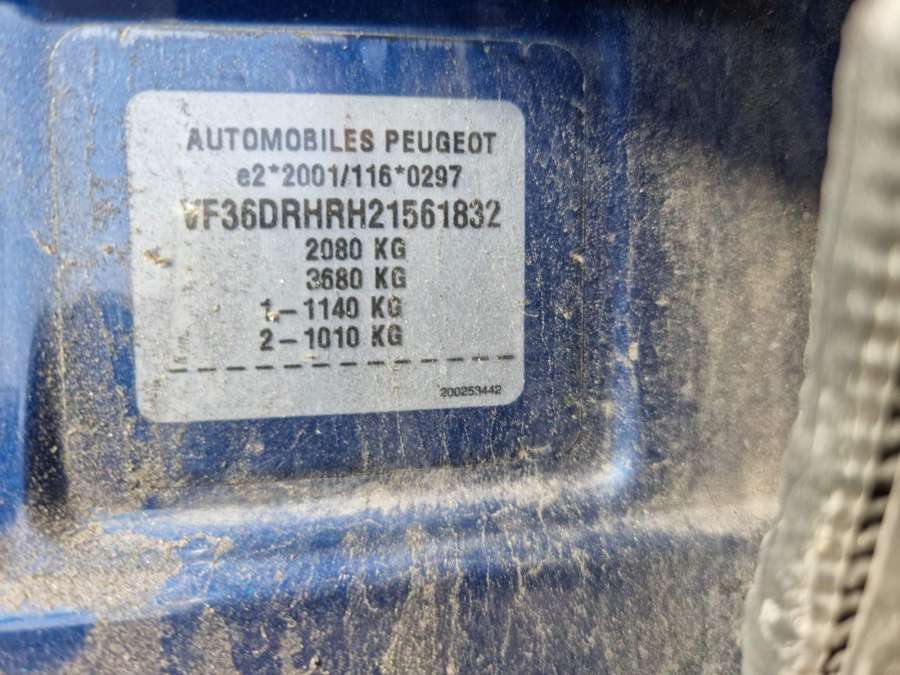 AUTOMOBILES PEUGEOT
e2*2001/116*0297
VF36DRHRH21561832
2080 KG
3680 KG
1-1140 KG
2-1010 KG
200253442